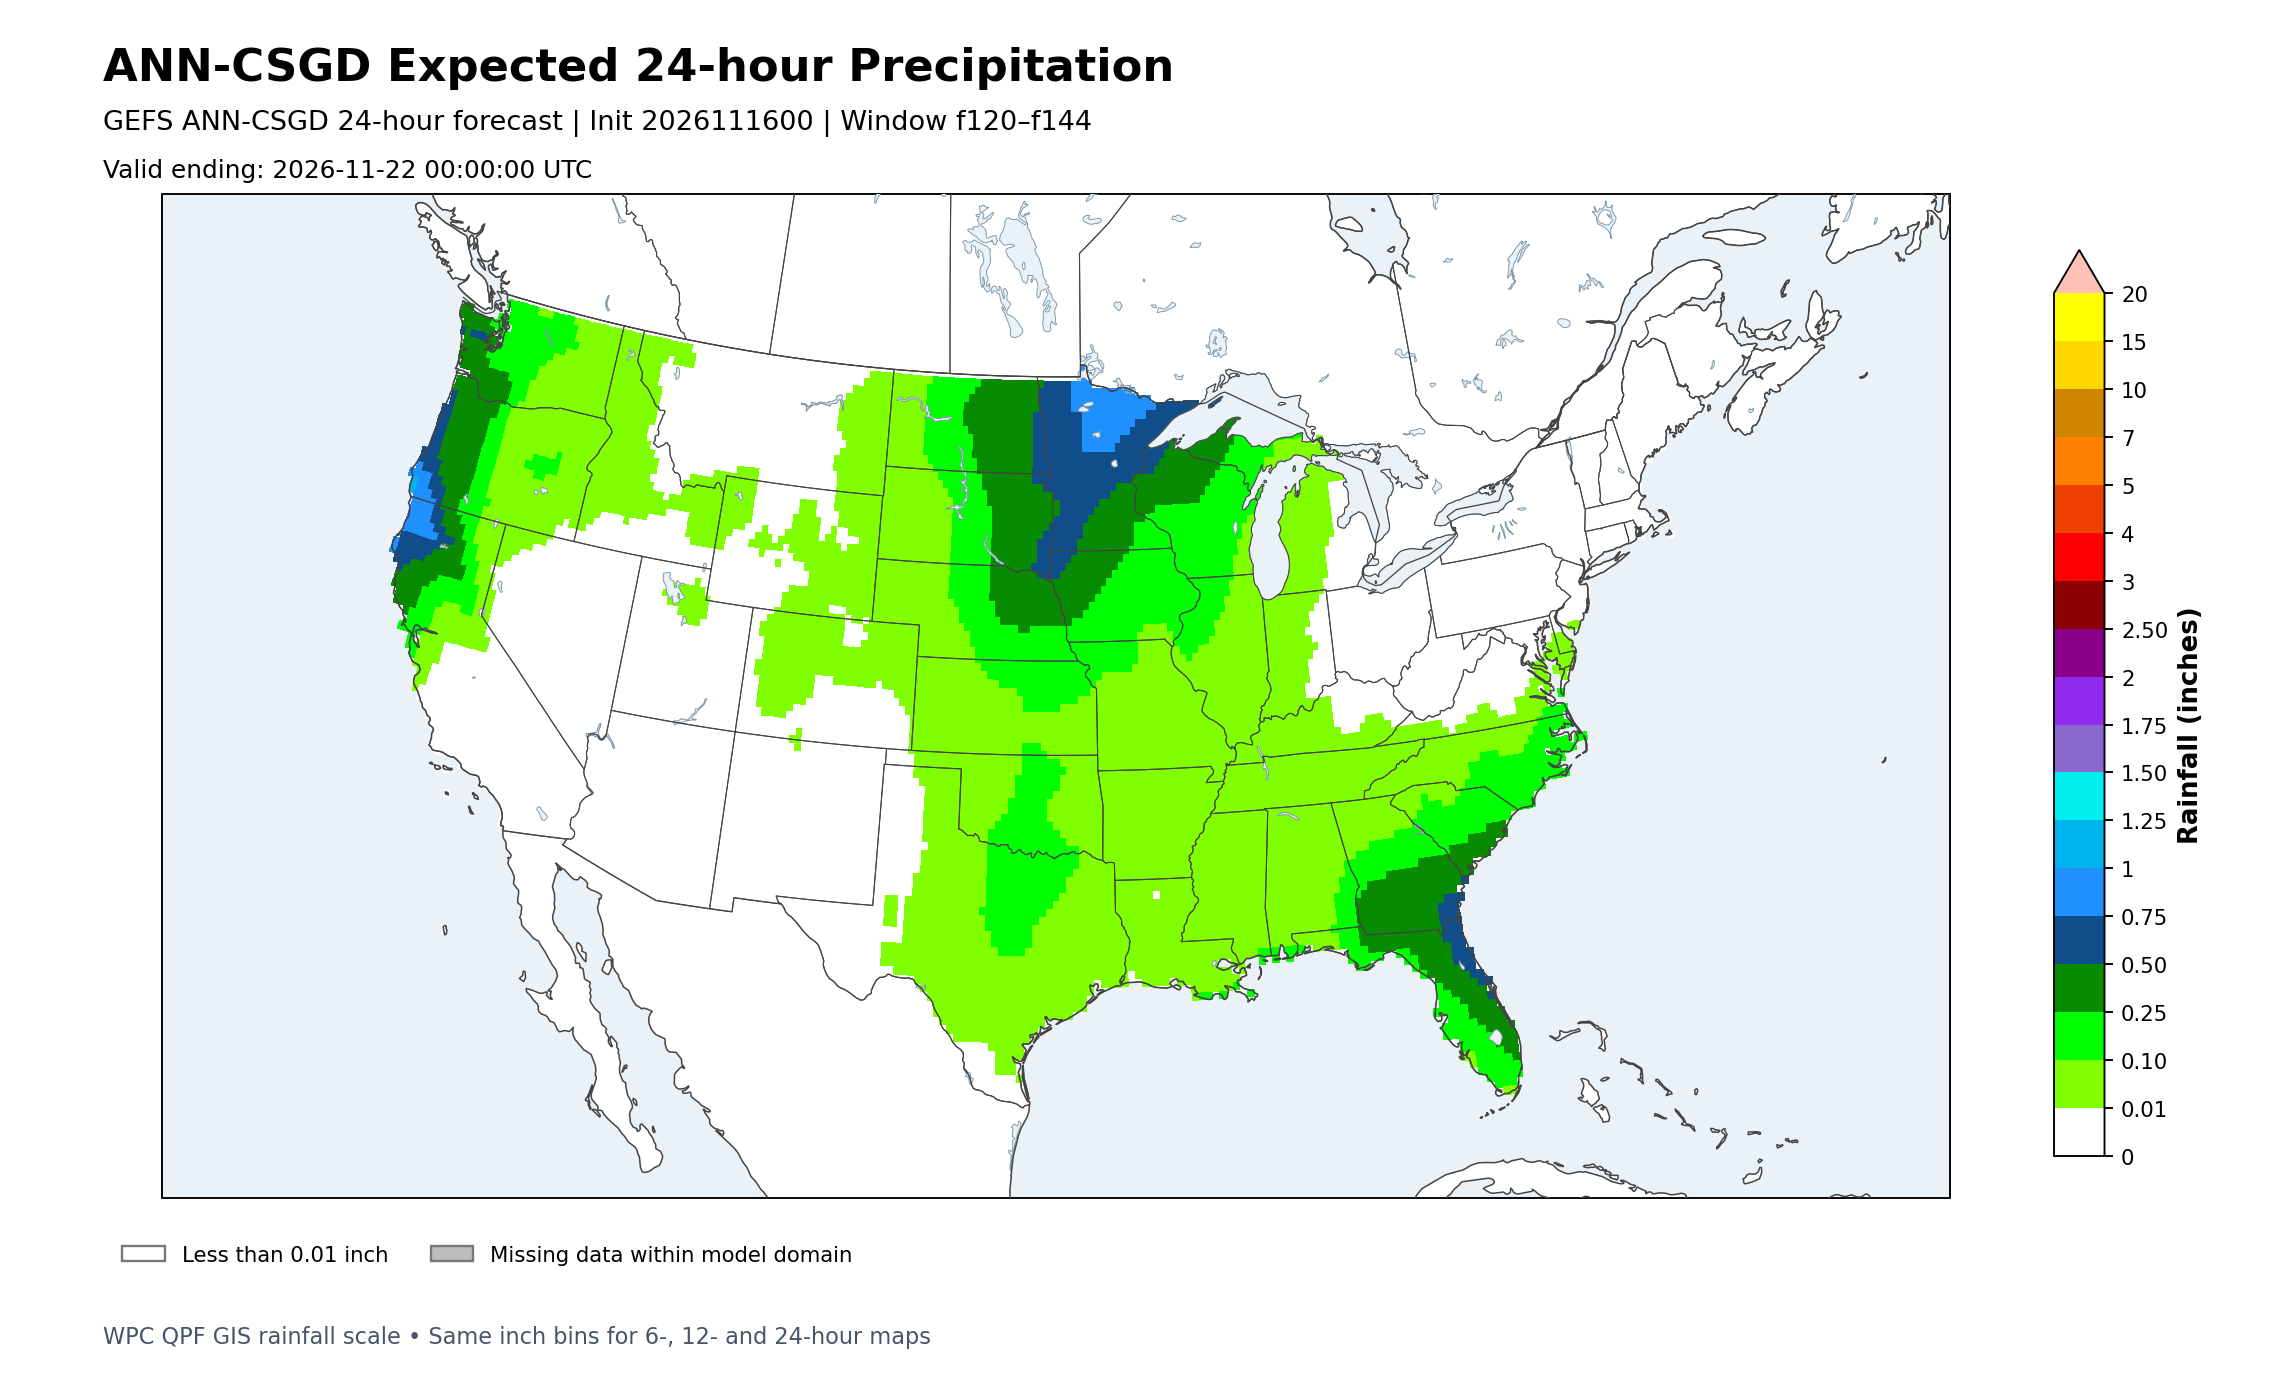 ANN-CSGD Expected 24-hour Precipitation
GEFS ANN-CSGD 24-hour forecast | Init 2026111600 | Window f120–f144
Valid ending: 2026-11-22 00:00:00 UTC
20
15
10
7
5
4
3
2.50
2
1.75
1.50
1.25
1
0.75
0.50
0.25
0.10
0.01
0
Rainfall (inches)
Less than 0.01 inch
Missing data within model domain
WPC QPF GIS rainfall scale • Same inch bins for 6-, 12- and 24-hour maps